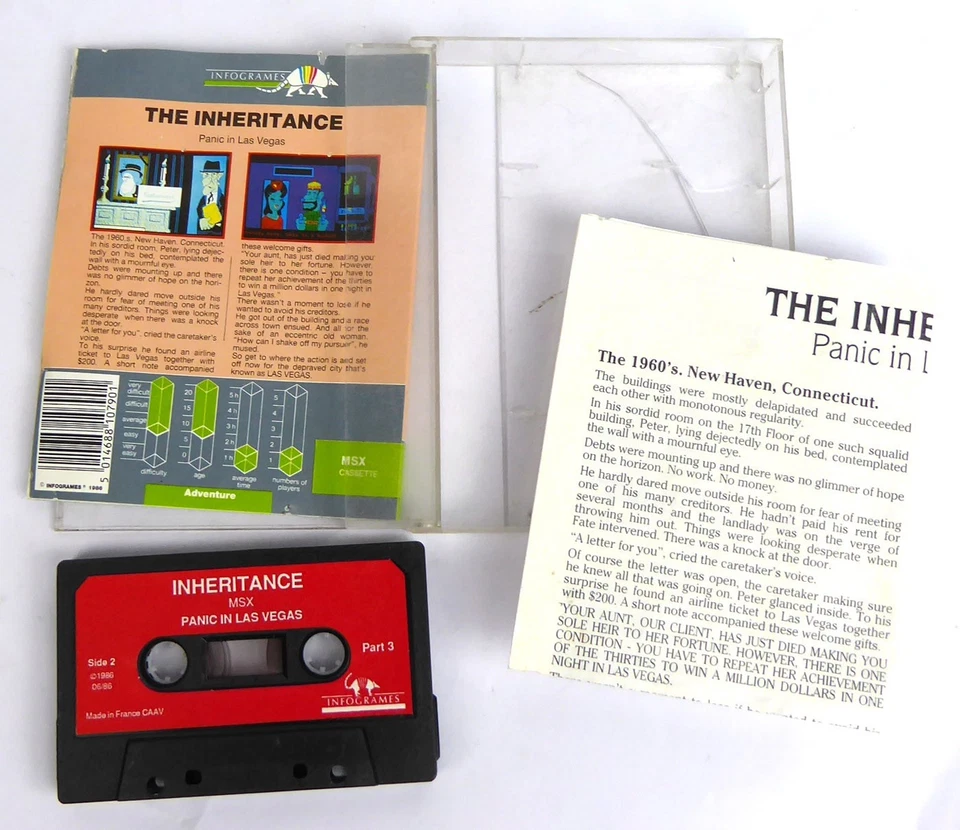 INFOGRAMES
THE INHERITANCE
Panic in Las Vegas
The 1960.s. New Haven. Connecticut.
In his sordid room, Peter, lying dejec-
tedly on his bed, contemplated the
wall with a mournful eye.
Debts were mounting up and there
was no glimmer of hope on the hori-
zon.
He hardly dared move outside his
room for fear of meeting one of his
many creditors. Things were looking
desperate when there was a knock
at the door.
"A letter for you", cried the caretaker's
voice.
To his surprise he found an airline
ticket to Las Vegas together with
$200. A short note accompanied
these welcome gifts.
"Your aunt, has just died making you
sole heir to her fortune. However
there is one condition – you have to
repeat her achievement of the thirties
to win a million dollars in one night in
Las Vegas."
There wasn't a moment to lose if he
wanted to avoid his creditors.
He got out of the building and a race
across town ensued. And all for the
sake of an eccentric old woman.
"How can I shake off my pursuer", he
mused.
So get to where the action is and set
off now for the depraved city that's
known as LAS VEGAS.
5 014688 107901
© INFOGRAMES * 1986
very
difficult
difficult
average
easy
very
easy
difficulty
20
15
10
5
0
age
5 h
4 h
3 h
2 h
1 h
average
time
5
4
3
2
1
numbers of
players
Adventure
MSX
CASSETTE
INHERITANCE
MSX
PANIC IN LAS VEGAS
Part 3
Side 2
©1986
D6/86
Made in France CAAV
INFOGRAMES
THE INHE
Panic in L
The 1960's. New Haven, Connecticut.
The buildings were mostly delapidated and succeeded
each other with monotonous regularity.
In his sordid room on the 17th Floor of one such squalid
building, Peter, lying dejectedly on his bed, contemplated
the wall with a mournful eye.
Debts were mounting up and there was no glimmer of hope
on the horizon. No work. No money.
He hardly dared move outside his room for fear of meeting
one of his many creditors. He hadn't paid his rent for
several months and the landlady was on the verge of
throwing him out. Things were looking desperate when
Fate intervened. There was a knock at the door.
"A letter for you", cried the caretaker's voice.
Of course the letter was open, the caretaker making sure
he knew all that was going on. Peter glanced inside. To his
surprise he found an airline ticket to Las Vegas together
with $200. A short note accompanied these welcome gifts.
"YOUR AUNT, OUR CLIENT, HAS JUST DIED MAKING YOU
SOLE HEIR TO HER FORTUNE. HOWEVER, THERE IS ONE
CONDITION - YOU HAVE TO REPEAT HER ACHIEVEMENT
OF THE THIRTIES TO WIN A MILLION DOLLARS IN ONE
NIGHT IN LAS VEGAS.